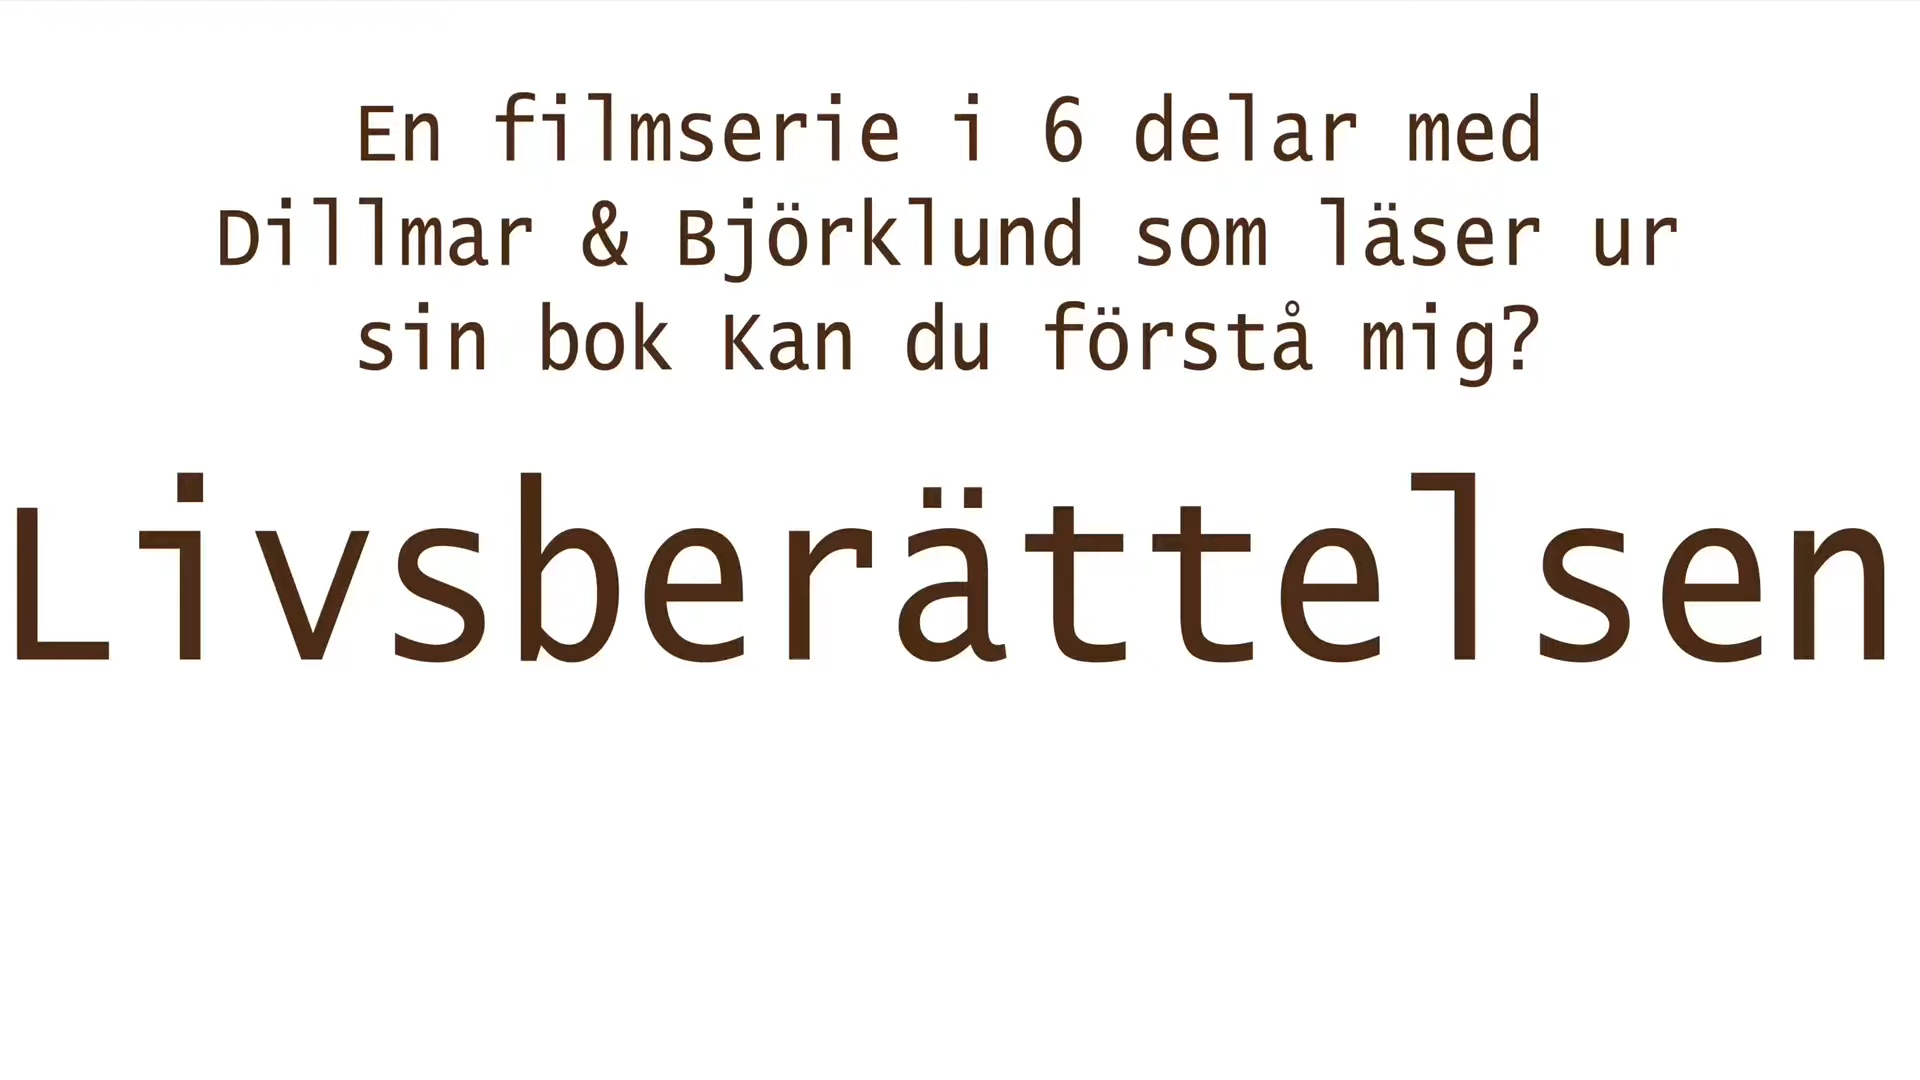 En filmserie i 6 delar med
Dillmar & Björklund som läser ur
sin bok Kan du förstå mig?
Livsberättelsen